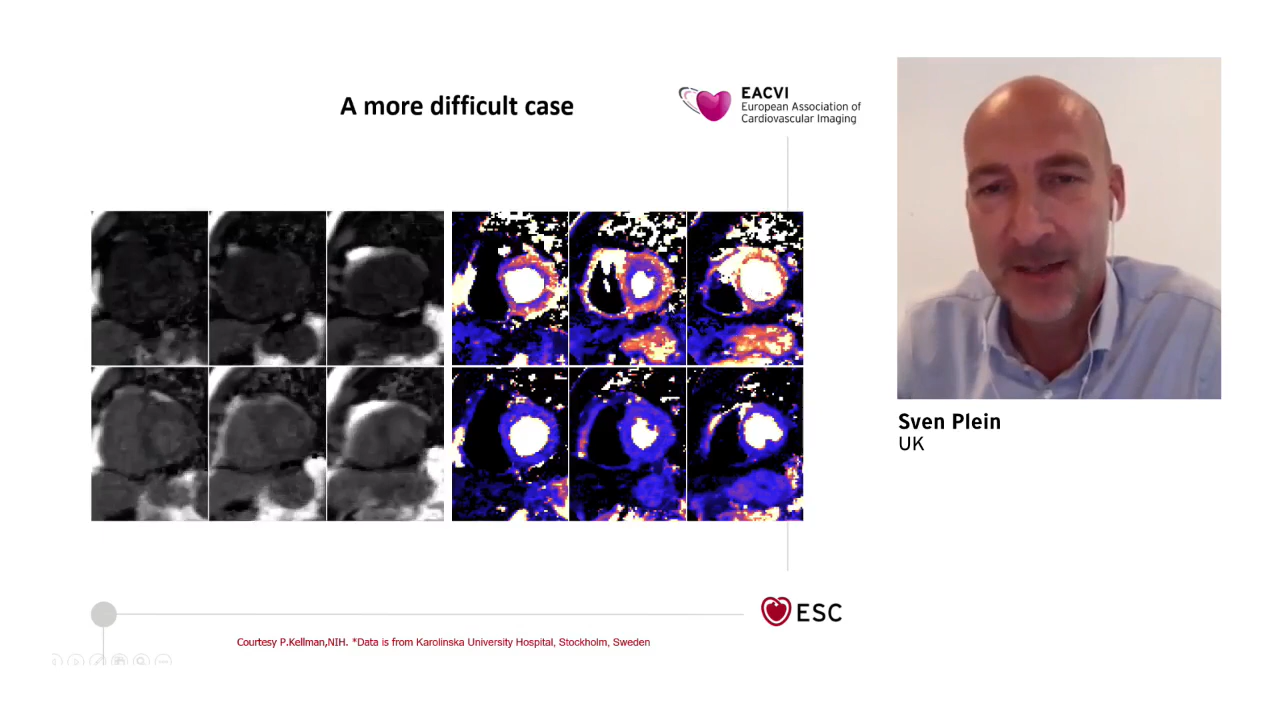 A more difficult case
EACVI
European Association of
Cardiovascular Imaging
Sven Plein
UK
ESC
Courtesy P.Kellman,NIH. *Data is from Karolinska University Hospital, Stockholm, Sweden